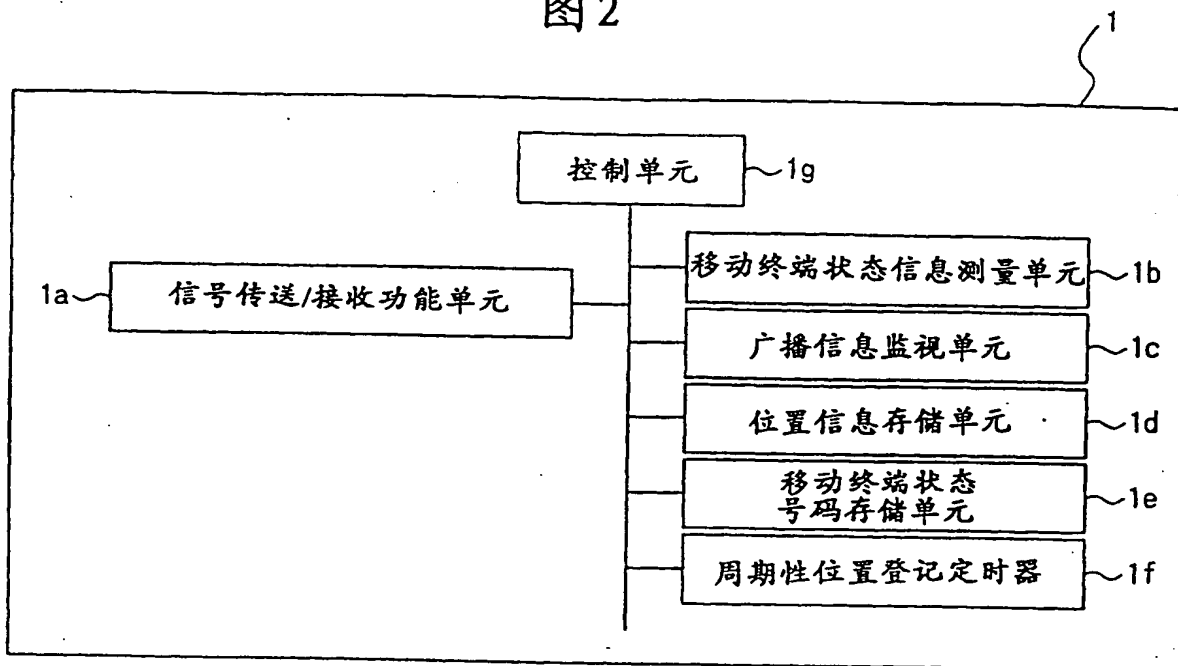 图2
1
控制单元
1g
移动终端状态信息测量单元
1b
1a
信号传送/接收功能单元
广播信息监视单元
1c
位置信息存储单元
1d
移动终端状态
号码存储单元
1e
周期性位置登记定时器
1f